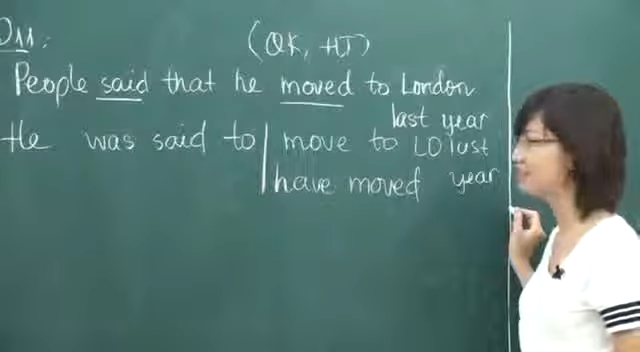 (QK, HT)
People said that he moved to London
last year
He was said to | move to LO last
have moved year